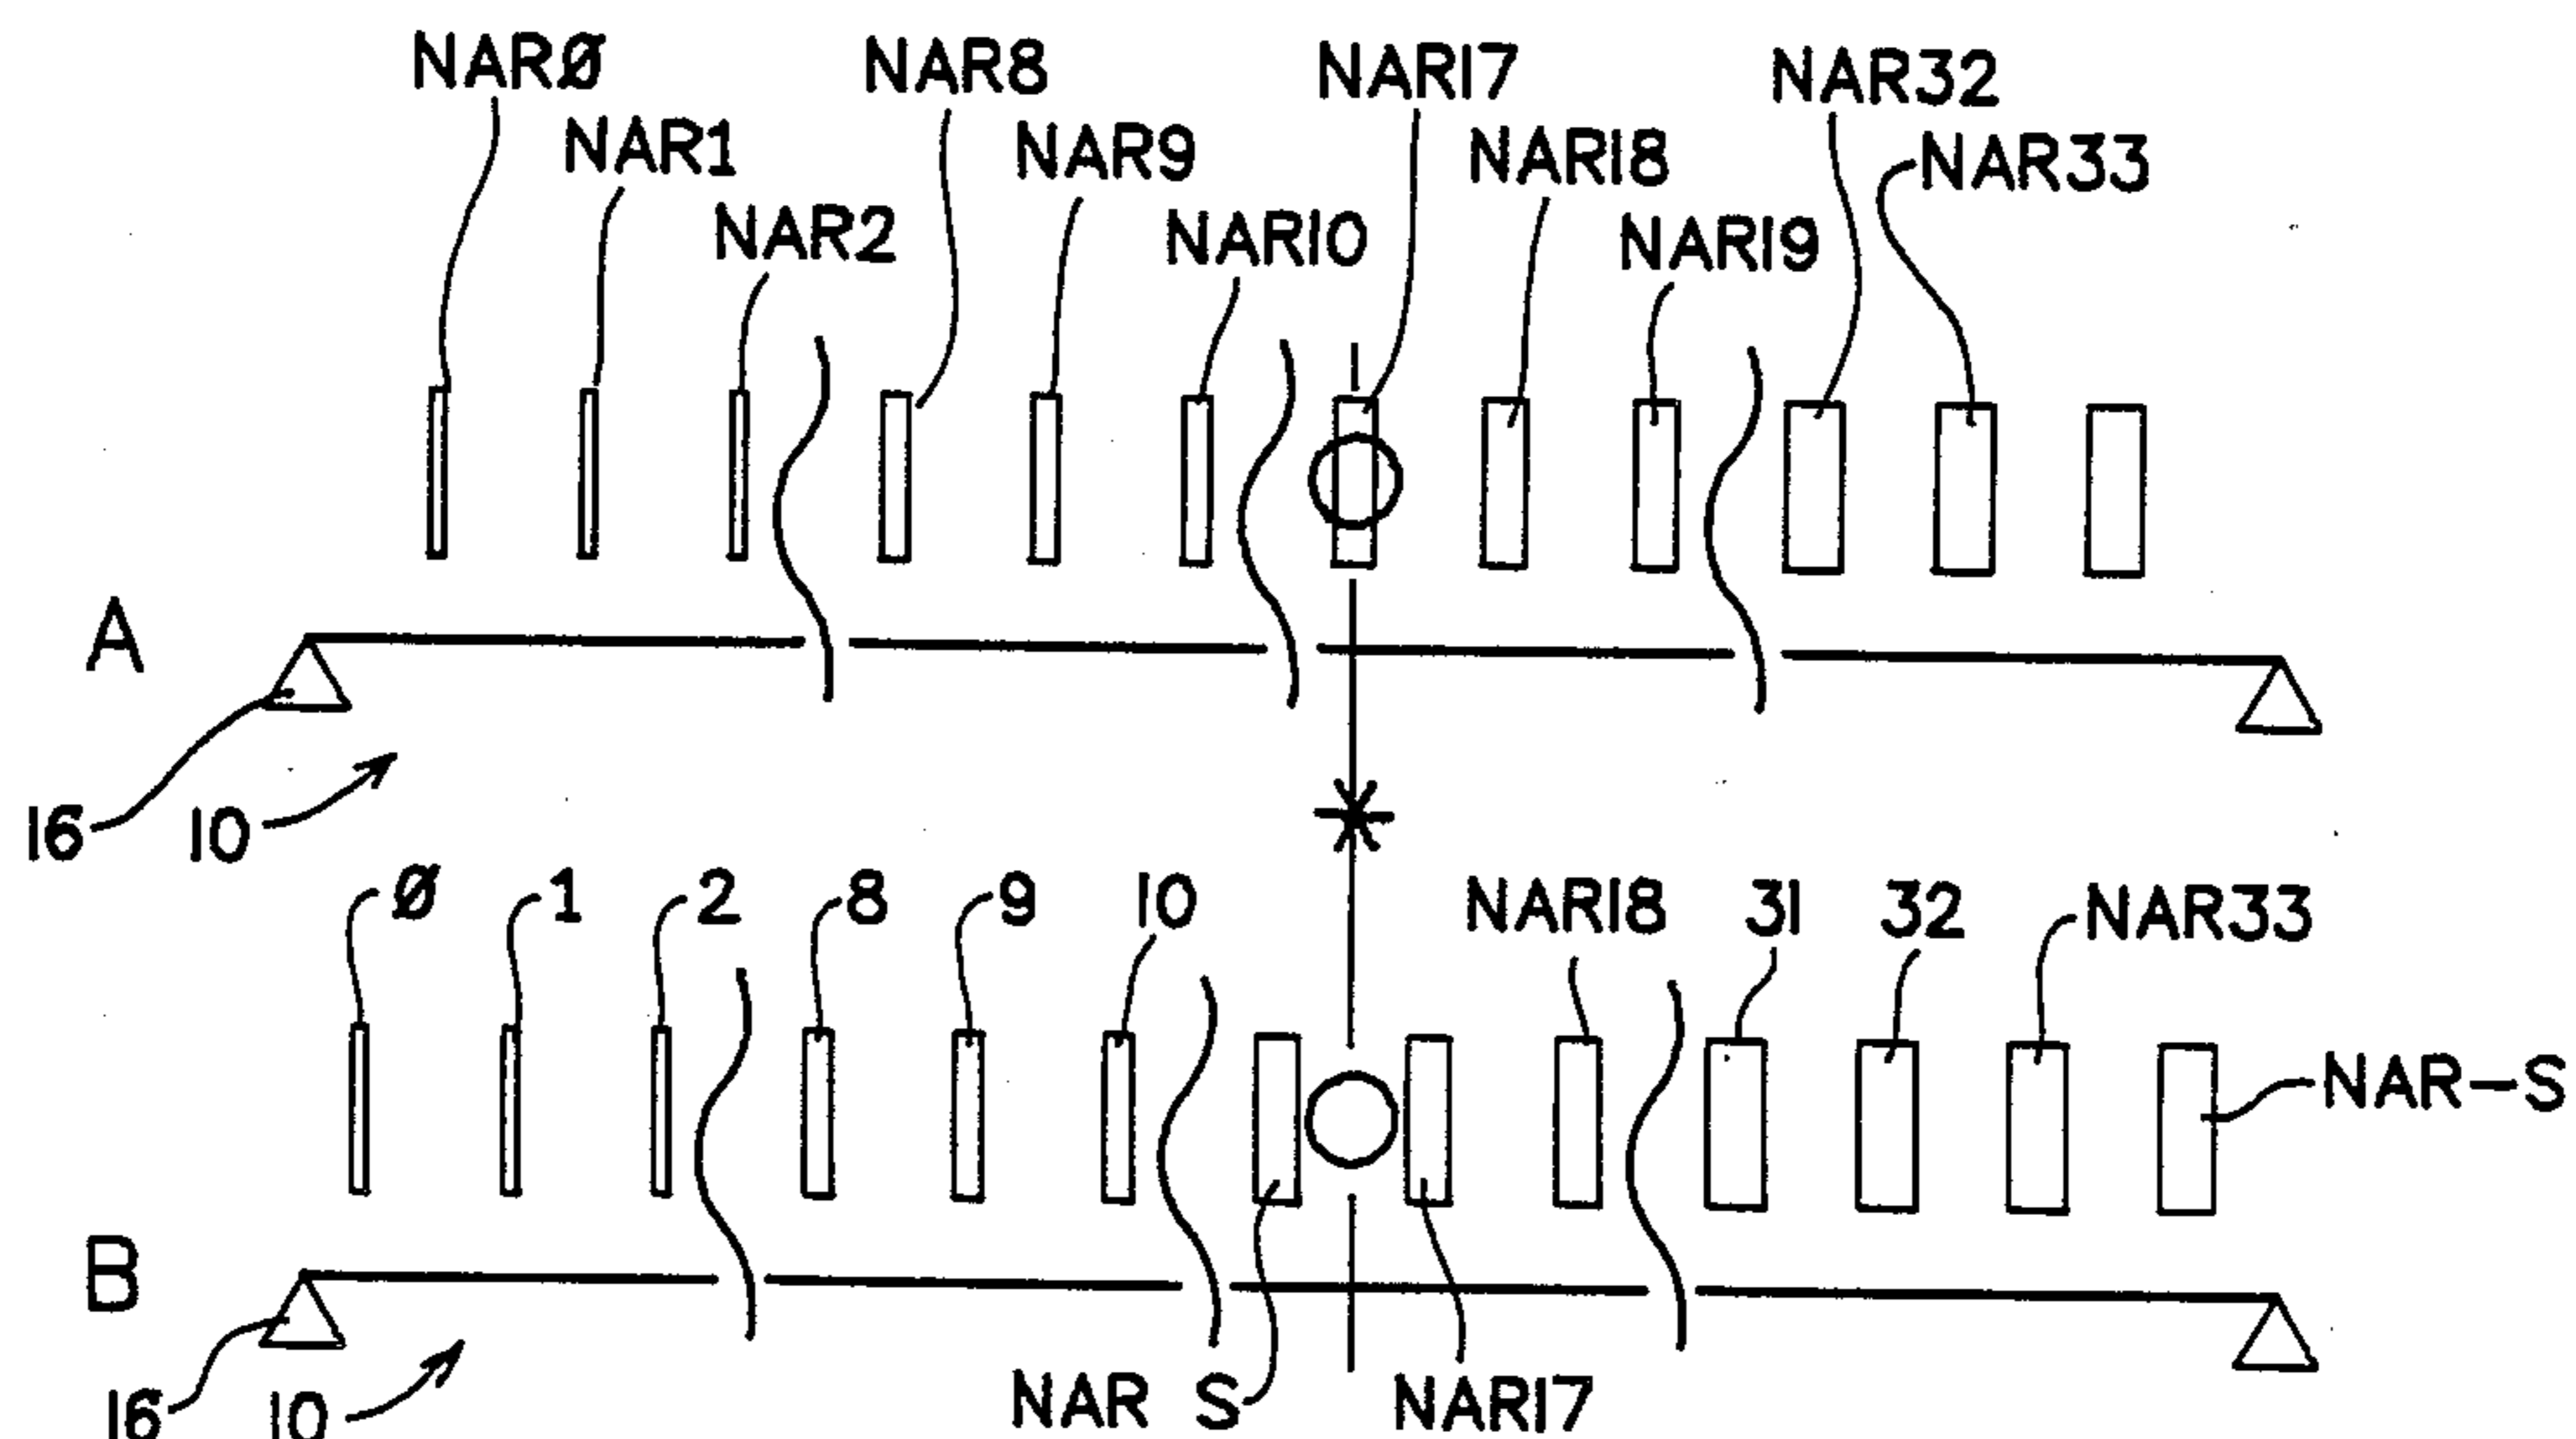 NARØ NAR8 NAR17 NAR32
NAR1 NAR9 NAR18 NAR33
NAR2 NAR10 NAR19
A
16 10
Ø 1 2 8 9 10 NAR18 31 32 NAR33
NAR-S
B
16 10 NAR S NAR17